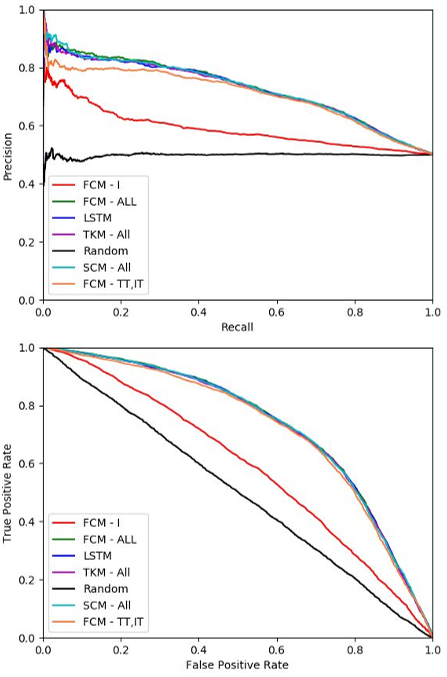 1.0
0.8
0.6
0.4
0.2
0.0
Precision
FCM - I
FCM - ALL
LSTM
TKM - All
Random
SCM - All
FCM - TT,IT
0.0 0.2 0.4 0.6 0.8 1.0
Recall
1.0
0.8
0.6
0.4
0.2
0.0
True Positive Rate
FCM - I
FCM - ALL
LSTM
TKM - All
Random
SCM - All
FCM - TT,IT
0.0 0.2 0.4 0.6 0.8 1.0
False Positive Rate